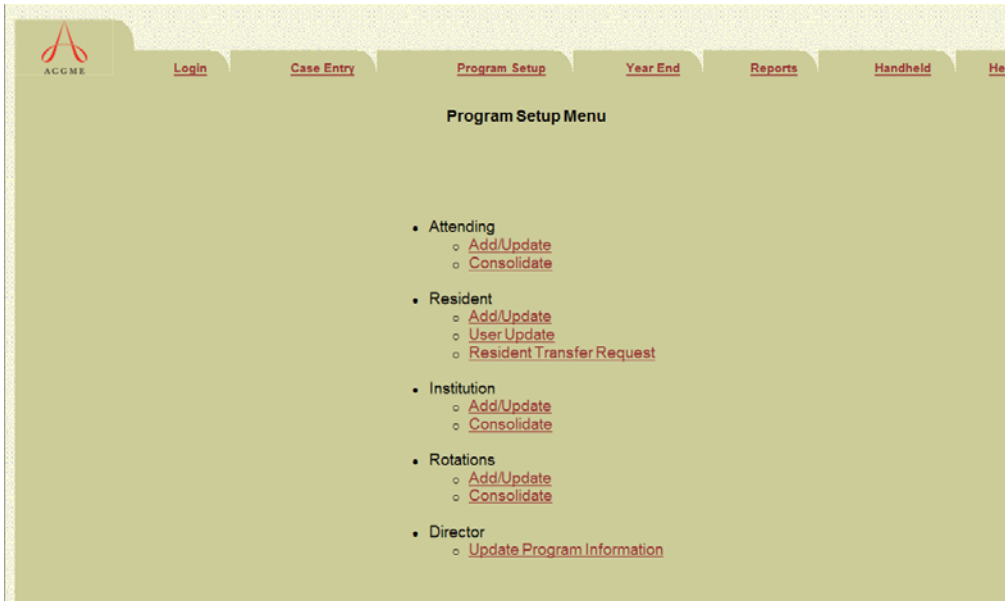 ACGME
Login Case Entry Program Setup Year End Reports Handheld He
Program Setup Menu
Attending
Add/Update
Consolidate
Resident
Add/Update
User Update
Resident Transfer Request
Institution
Add/Update
Consolidate
Rotations
Add/Update
Consolidate
Director
Update Program Information